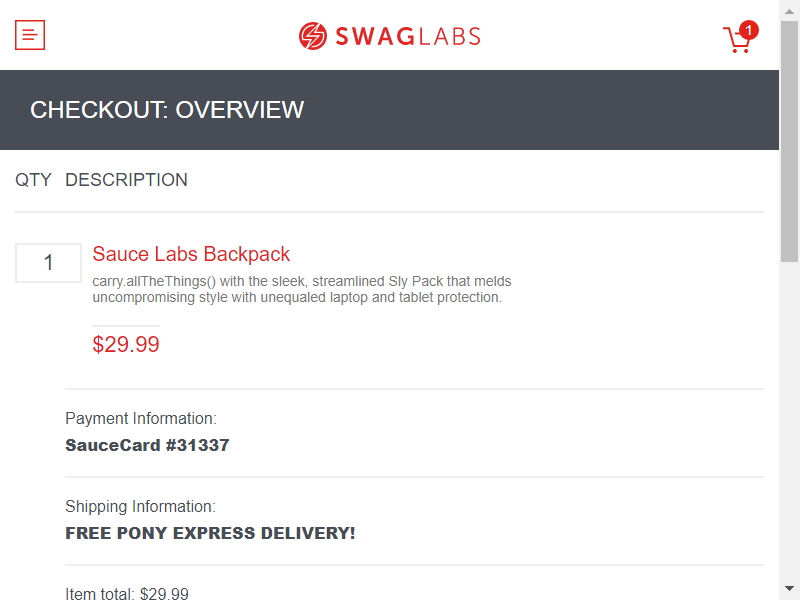 SWAGLABS
1
CHECKOUT: OVERVIEW
QTY DESCRIPTION
1
Sauce Labs Backpack
carry.allTheThings() with the sleek, streamlined Sly Pack that melds
uncompromising style with unequaled laptop and tablet protection.
$29.99
Payment Information:
SauceCard #31337
Shipping Information:
FREE PONY EXPRESS DELIVERY!
Item total: $29.99